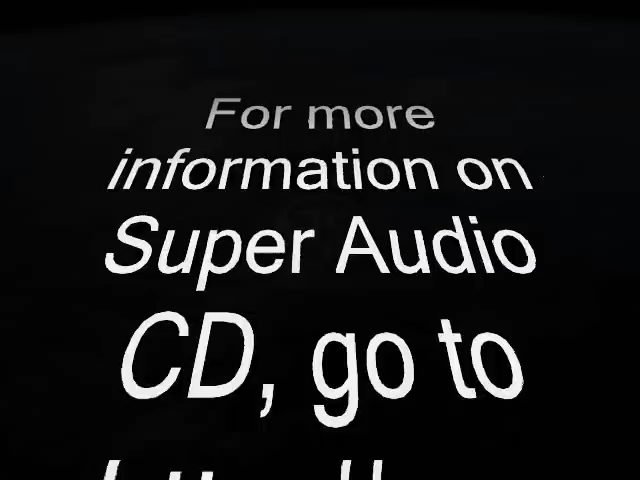 For more
information on
Super Audio
CD, go to